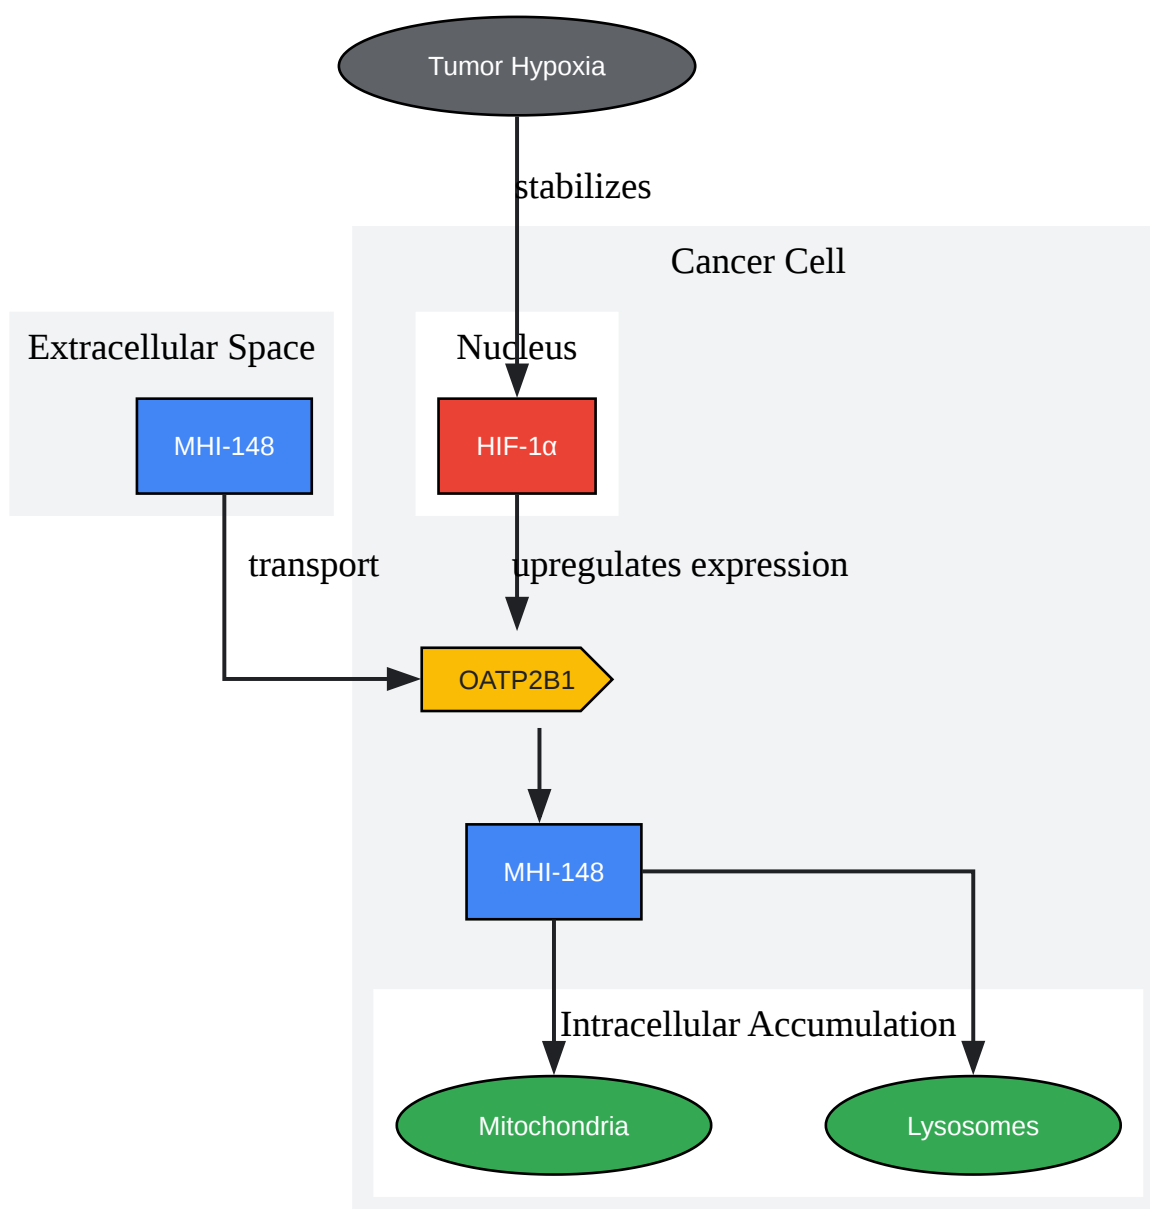 Tumor Hypoxia
stabilizes
Cancer Cell
Extracellular Space
Nucleus
MHI-148
HIF-1α
transport
upregulates expression
OATP2B1
MHI-148
Intracellular Accumulation
Mitochondria
Lysosomes